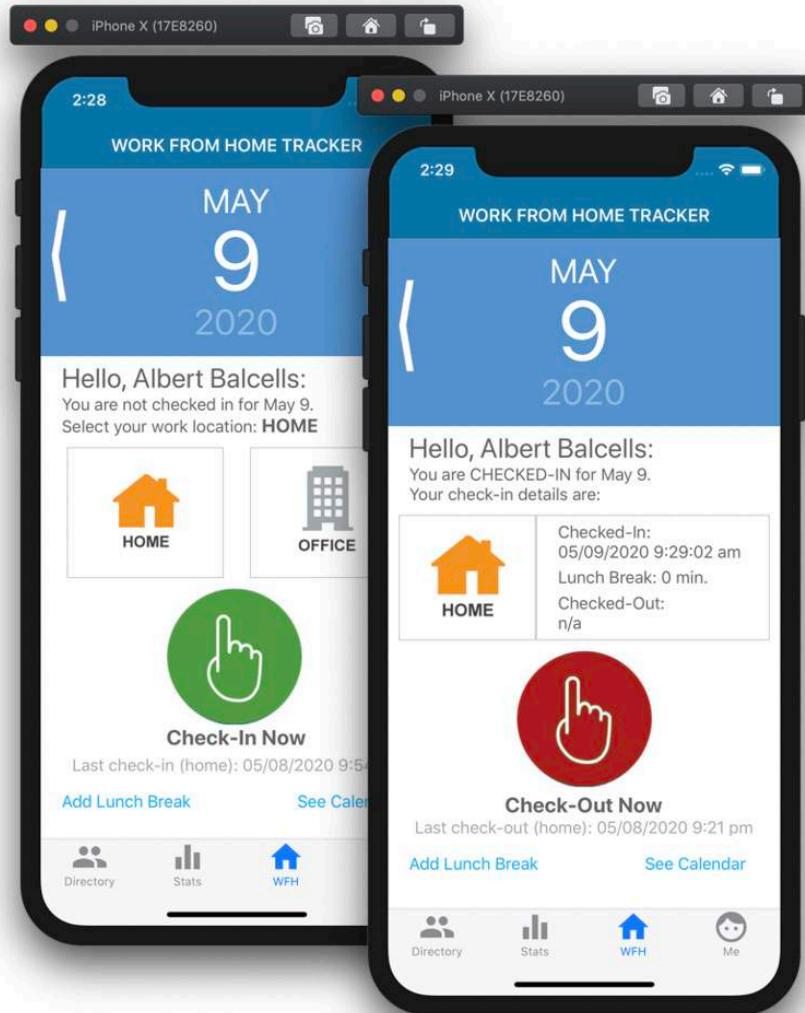 iPhone X (17E8260)
2:28
WORK FROM HOME TRACKER
MAY
9
2020
Hello, Albert Balcells:
You are not checked in for May 9.
Select your work location: HOME
HOME
OFFICE
Check-In Now
Last check-in (home): 05/08/2020 9:54
Add Lunch Break
See Calen
Directory
Stats
WFH
iPhone X (17E8260)
2:29
WORK FROM HOME TRACKER
MAY
9
2020
Hello, Albert Balcells:
You are CHECKED-IN for May 9.
Your check-in details are:
HOME
Checked-In:
05/09/2020 9:29:02 am
Lunch Break: 0 min.
Checked-Out:
n/a
Check-Out Now
Last check-out (home): 05/08/2020 9:21 pm
Add Lunch Break
See Calendar
Directory
Stats
WFH
Me